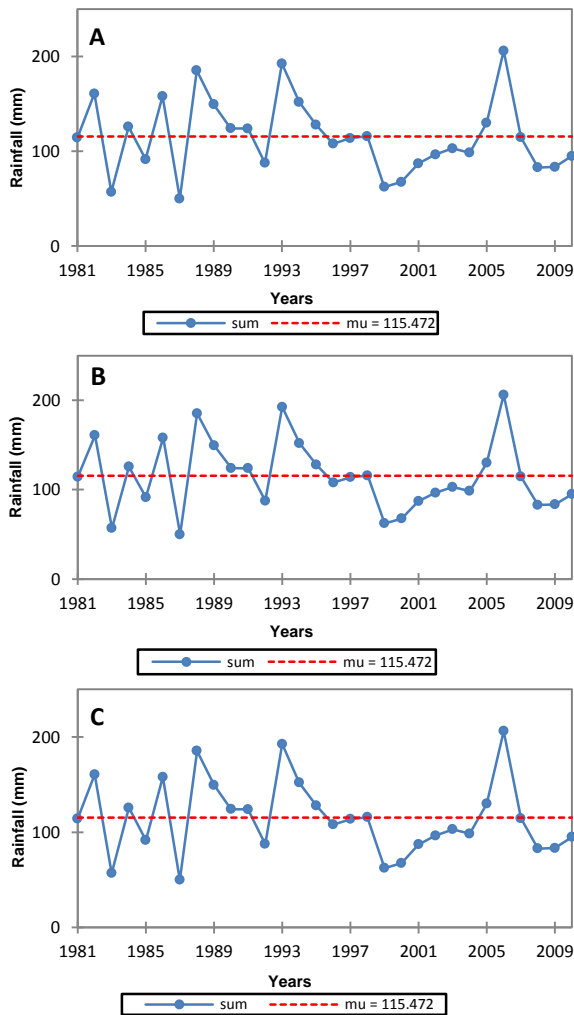 A
Rainfall (mm)
200
100
0
1981 1985 1989 1993 1997 2001 2005 2009
Years
sum mu = 115.472
B
Rainfall (mm)
200
100
0
1981 1985 1989 1993 1997 2001 2005 2009
Years
sum mu = 115.472
C
Rainfall (mm)
200
100
0
1981 1985 1989 1993 1997 2001 2005 2009
Years
sum mu = 115.472